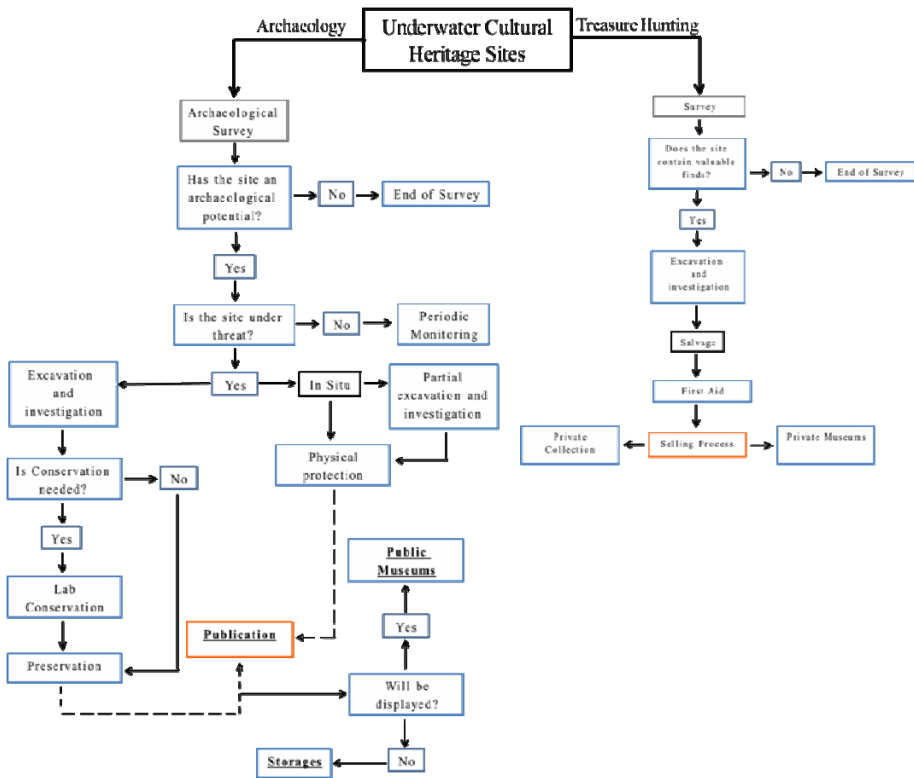 Archaeology
Underwater Cultural
Heritage Sites
Treasure Hunting
Archaeological
Survey
Has the site an
archaeological
potential?
No
End of Survey
Yes
Is the site under
threat?
No
Periodic
Monitoring
Yes
In Situ
Partial
excavation and
investigation
Physical
protection
Excavation
and
investigation
Is Conservation
needed?
No
Yes
Lab
Conservation
Preservation
Publication
Public
Museums
Yes
Will be
displayed?
No
Storages
Survey
Does the site
contain valuable
finds?
No
End of Survey
Yes
Excavation
and
investigation
Salvage
First Aid
Selling Process
Private
Collection
Private Museums